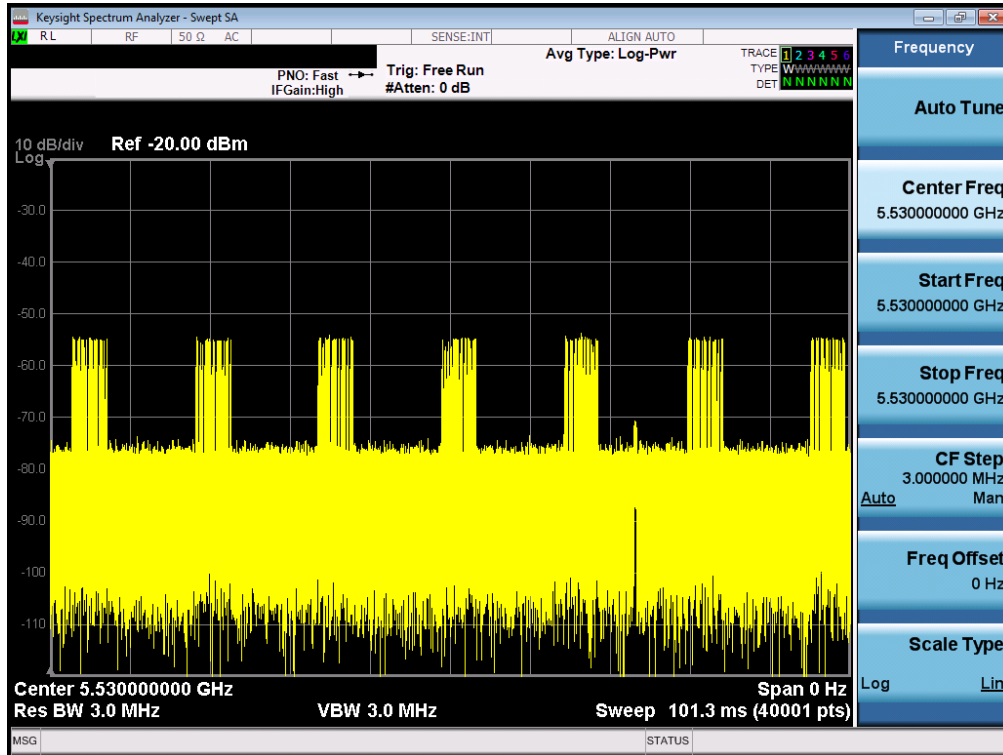 Keysight Spectrum Analyzer - Swept SA
LXI RL RF 50 Ω AC SENSE:INT ALIGN AUTO
Avg Type: Log-Pwr
PNO: Fast
IFGain:High
Trig: Free Run
#Atten: 0 dB
TRACE 1 2 3 4 5 6
TYPE WWWWWW
DET N N N N N N
10 dB/div
Log
Ref -20.00 dBm
-30.0
-40.0
-50.0
-60.0
-70.0
-80.0
-90.0
-100
-110
Center 5.530000000 GHz
Res BW 3.0 MHz
VBW 3.0 MHz
Span 0 Hz
Sweep 101.3 ms (40001 pts)
MSG
STATUS
Frequency
Auto Tune
Center Freq
5.530000000 GHz
Start Freq
5.530000000 GHz
Stop Freq
5.530000000 GHz
CF Step
3.000000 MHz
Auto Man
Freq Offset
0 Hz
Scale Type
Log Lin